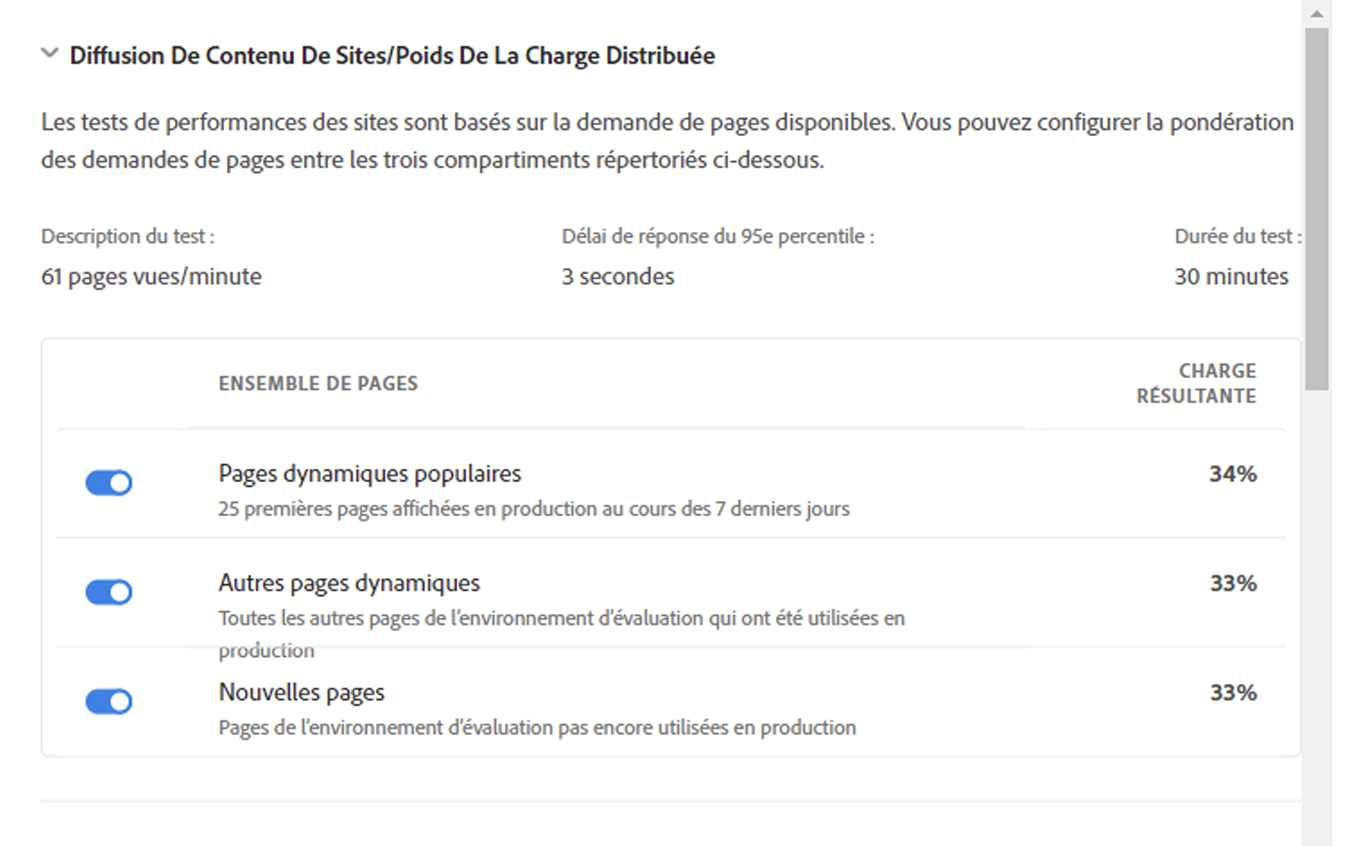 Diffusion De Contenu De Sites/Poids De La Charge Distribuée
Les tests de performances des sites sont basés sur la demande de pages disponibles. Vous pouvez configurer la pondération
des demandes de pages entre les trois compartiments répertoriés ci-dessous.
Description du test :
Délai de réponse du 95e percentile :
Durée du test :
61 pages vues/minute
3 secondes
30 minutes
ENSEMBLE DE PAGES
CHARGE
RÉSULTANTE
Pages dynamiques populaires
34%
25 premières pages affichées en production au cours des 7 derniers jours
Autres pages dynamiques
33%
Toutes les autres pages de l'environnement d'évaluation qui ont été utilisées en
production
Nouvelles pages
33%
Pages de l'environnement d'évaluation pas encore utilisées en production